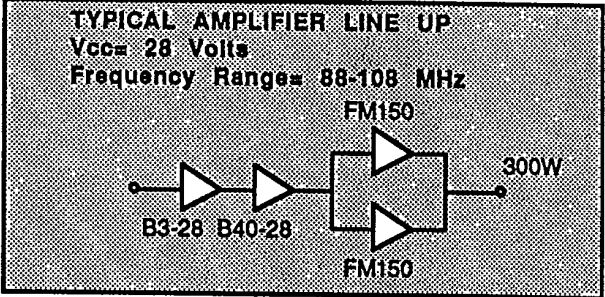 TYPICAL AMPLIFIER LINE UP
Vcc= 28 Volts
Frequency Range= 88-108 MHz
FM150
300W
B3-28 B40-28
FM150